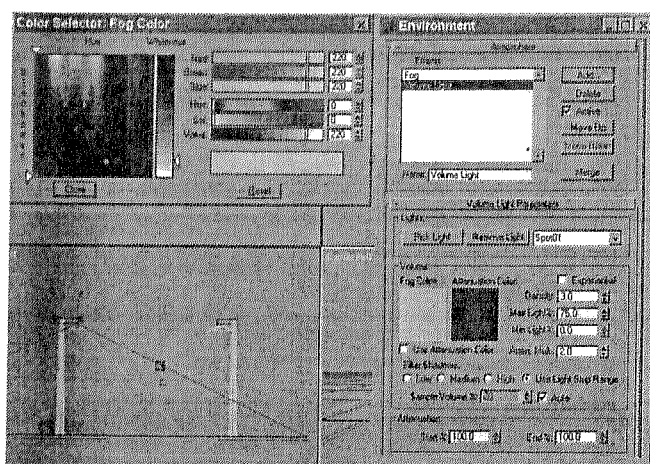 Color Selector: Fog Color
Hue Whiteness
Red: 220
Green: 220
Blue: 220
Hue: 0
Sat: 0
Value: 220
Close
Reset
Environment
Atmosphere
Effects:
Fog
Volume Light
Add...
Delete
Active
Move Up
Move Down
Name: Volume Light
Merge
Volume Light Parameters
Lights:
Pick Light Remove Light Spot01
Volume:
Fog Color: Attenuation Color: Exponential
Density: 3.0
Max Light%: 75.0
Min Light%: 0.0
Use Attenuation Color Atten. Mult.: 2.0
Filter Shadows:
Low Medium High Use Light Smp Range
Sample Volume %: Auto
Attenuation:
Start %: 100.0 End %: 100.0